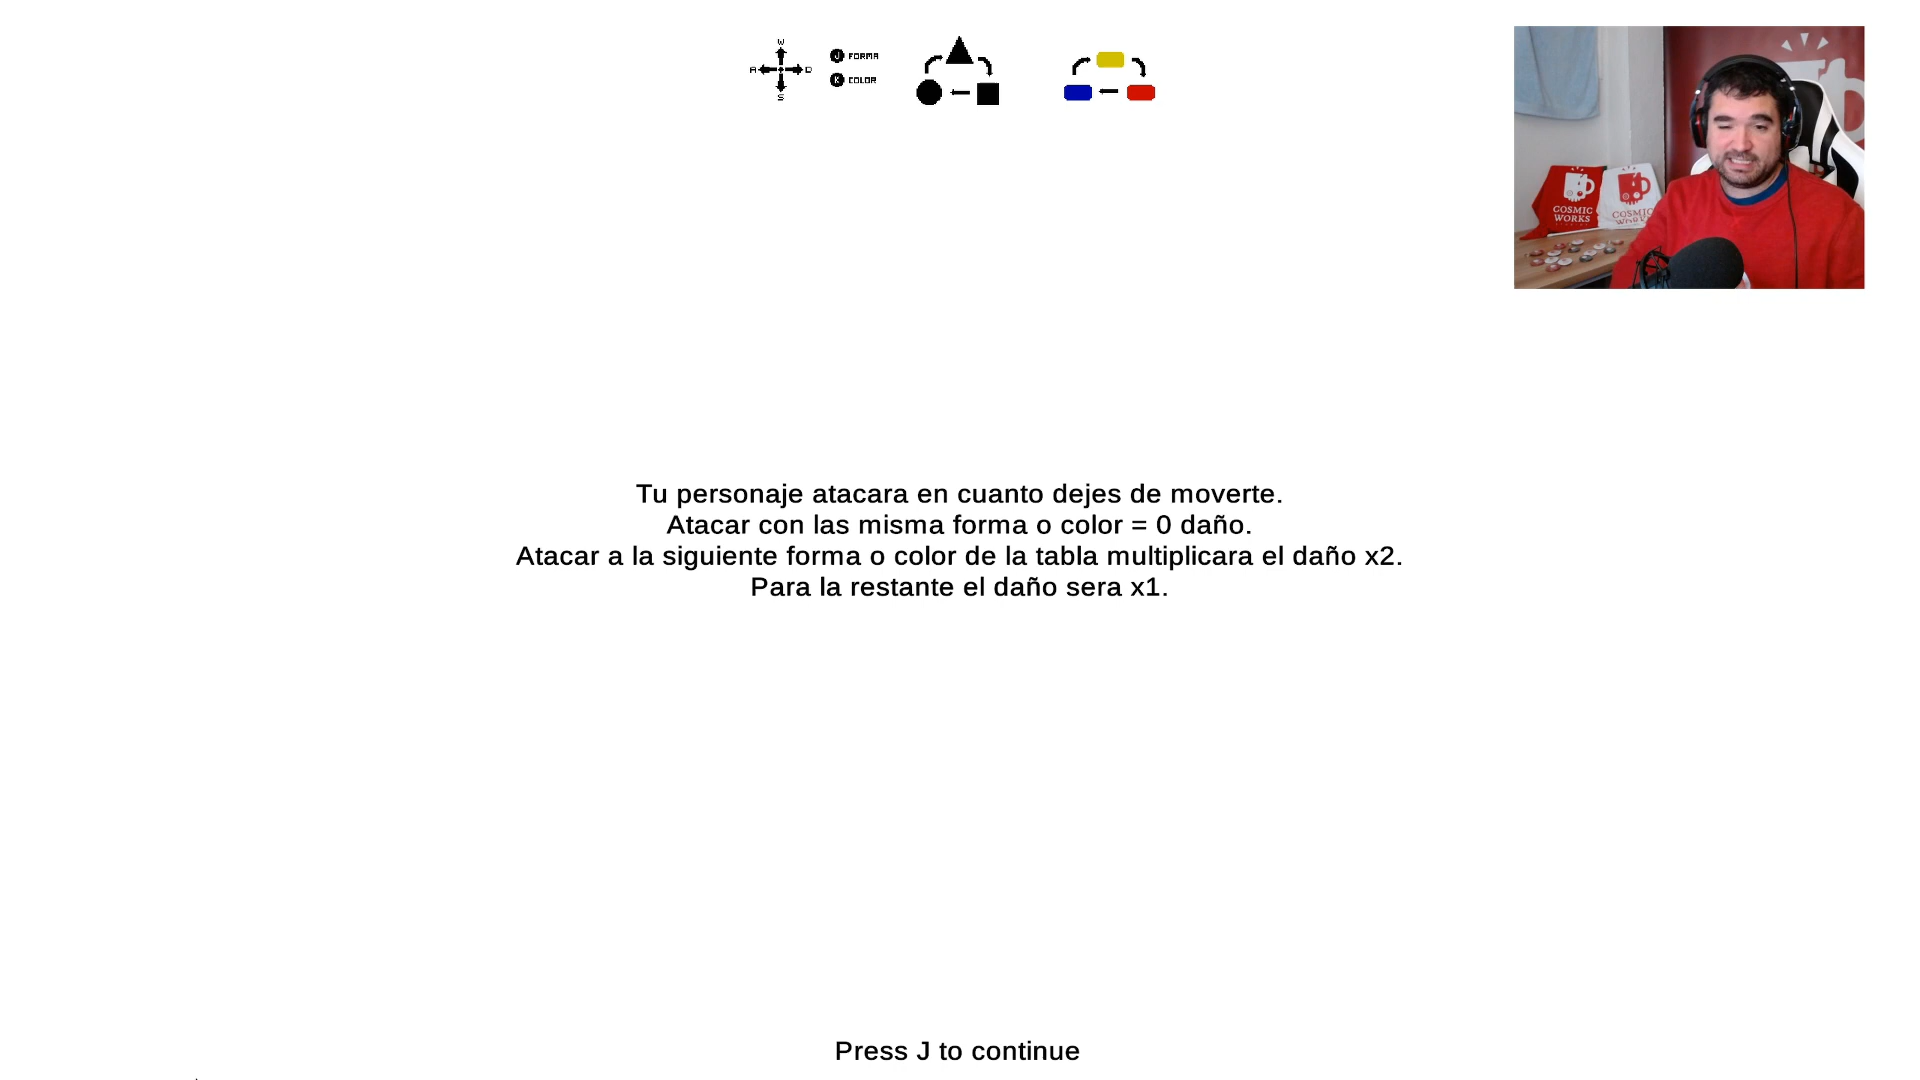 W
A D
S
J FORMA
K COLOR
COSMIC
WORKS
COSMIC
WORKS
Tu personaje atacara en cuanto dejes de moverte.
Atacar con las misma forma o color = 0 daño.
Atacar a la siguiente forma o color de la tabla multiplicara el daño x2.
Para la restante el daño sera x1.
Press J to continue